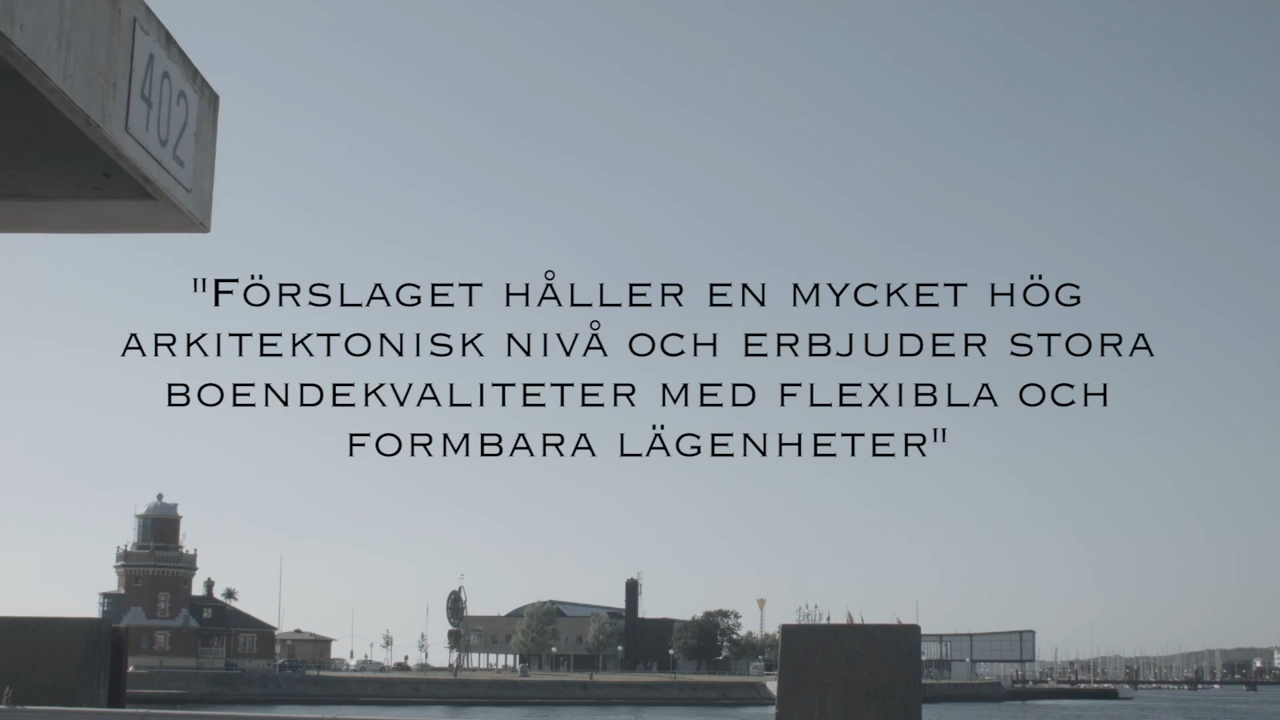 402
"FÖRSLAGET HÅLLER EN MYCKET HÖG
ARKITEKTONISK NIVÅ OCH ERBJUDER STORA
BOENDEKVALITETER MED FLEXIBLA OCH
FORMBARA LÄGENHETER"